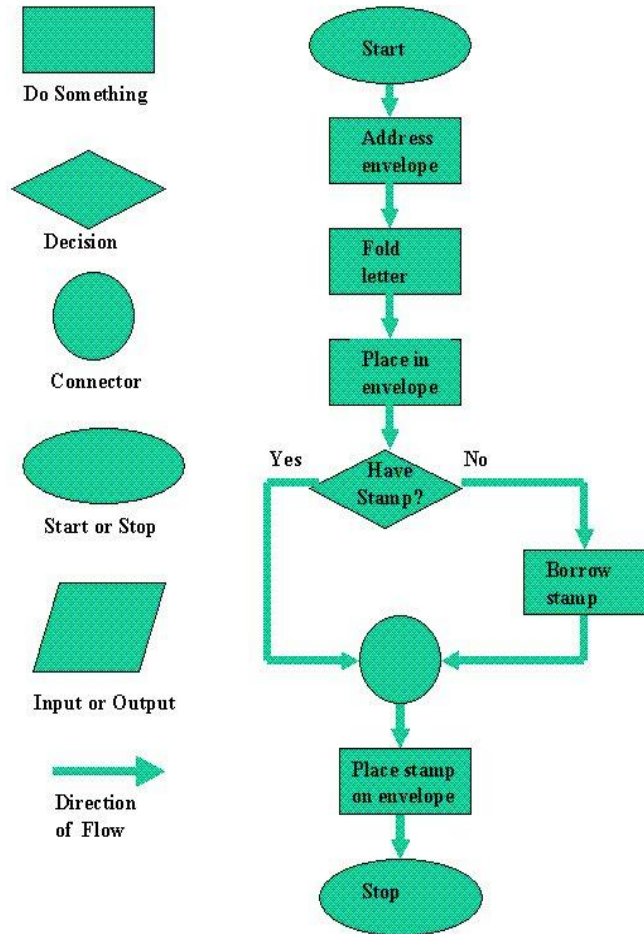 Do Something
Decision
Connector
Start or Stop
Input or Output
Direction
of Flow
Start
Address
envelope
Fold
letter
Place in
envelope
Yes
Have
Stamp?
No
Borrow
stamp
Place stamp
on envelope
Stop